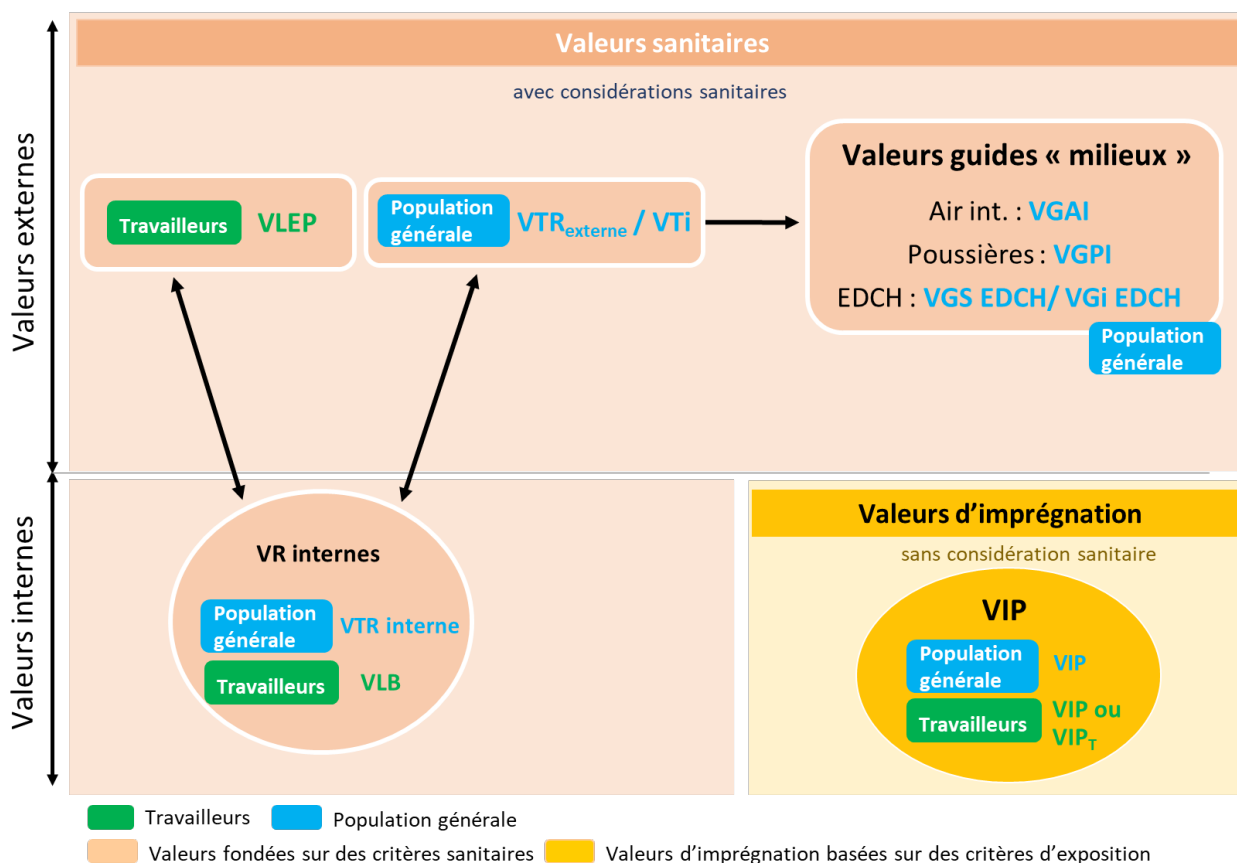 Valeurs externes
Valeurs sanitaires
avec considérations sanitaires
Travailleurs VLEP
Population
générale
VTRexterne / VTi
Valeurs guides « milieux »
Air int. : VGAI
Poussières : VGPI
EDCH : VGS EDCH/ VGi EDCH
Population
générale
Valeurs internes
VR internes
Population
générale
VTR interne
Travailleurs VLB
Valeurs d’imprégnation
sans considération sanitaire
VIP
Population
générale
VIP
Travailleurs
VIP ou
VIPT
Travailleurs
Population générale
Valeurs fondées sur des critères sanitaires
Valeurs d’imprégnation basées sur des critères d’exposition